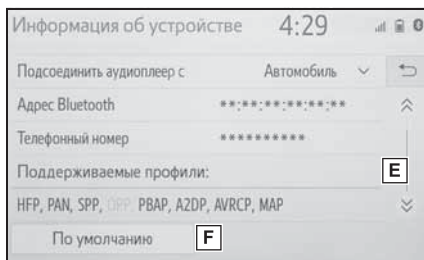 Информация об устройстве 4:29
Подсоединить аудиоплеер с Автомобиль
Адрес Bluetooth **:**:**:**:**:**
Телефонный номер **********
Поддерживаемые профили:
E
HFP, PAN, SPP, OPP, PBAP, A2DP, AVRCP, MAP
По умолчанию F